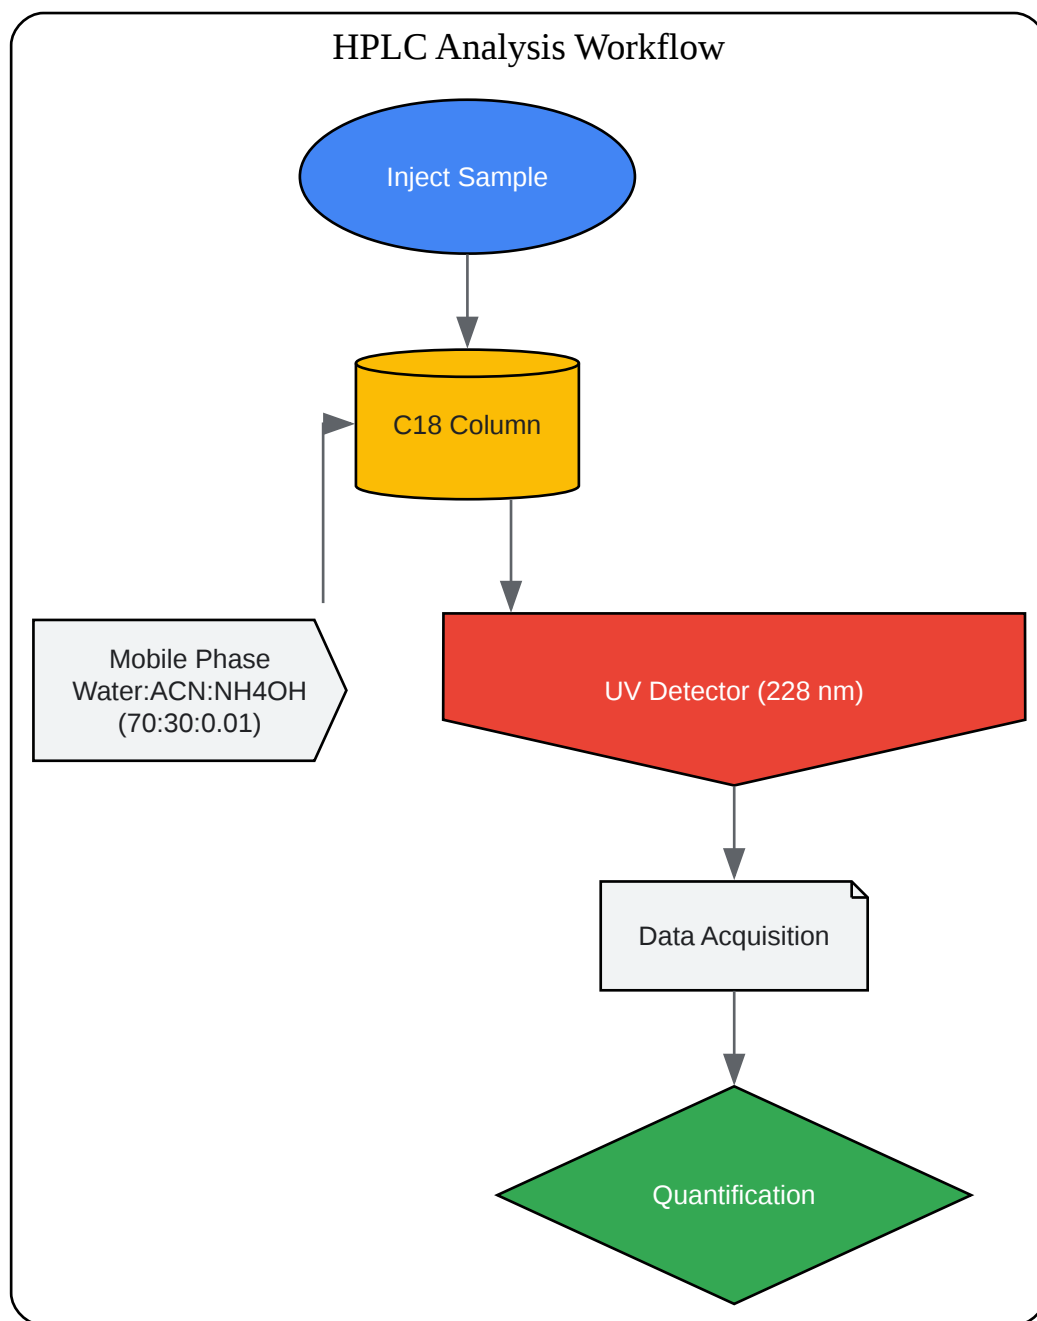 HPLC Analysis Workflow
Inject Sample
C18 Column
Mobile Phase
Water:ACN:NH4OH
(70:30:0.01)
UV Detector (228 nm)
Data Acquisition
Quantification